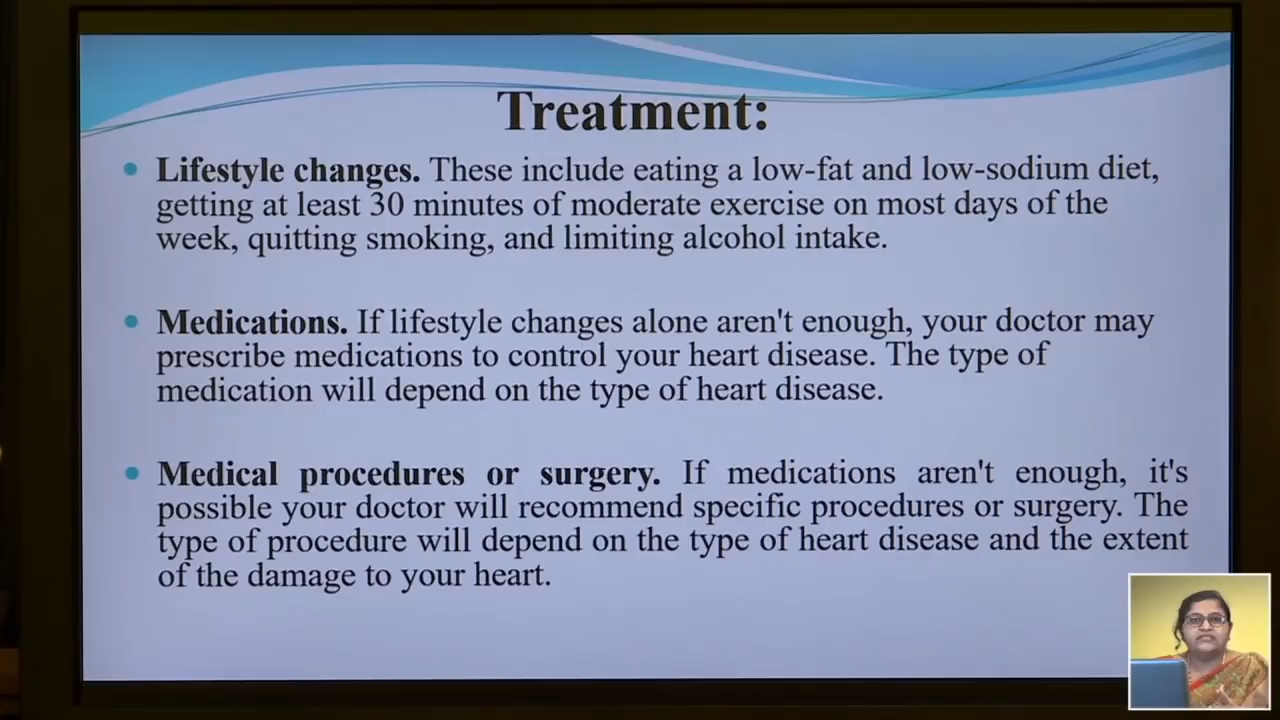 Treatment:
Lifestyle changes. These include eating a low-fat and low-sodium diet,
getting at least 30 minutes of moderate exercise on most days of the
week, quitting smoking, and limiting alcohol intake.
Medications. If lifestyle changes alone aren't enough, your doctor may
prescribe medications to control your heart disease. The type of
medication will depend on the type of heart disease.
Medical procedures or surgery. If medications aren't enough, it's
possible your doctor will recommend specific procedures or surgery. The
type of procedure will depend on the type of heart disease and the extent
of the damage to your heart.